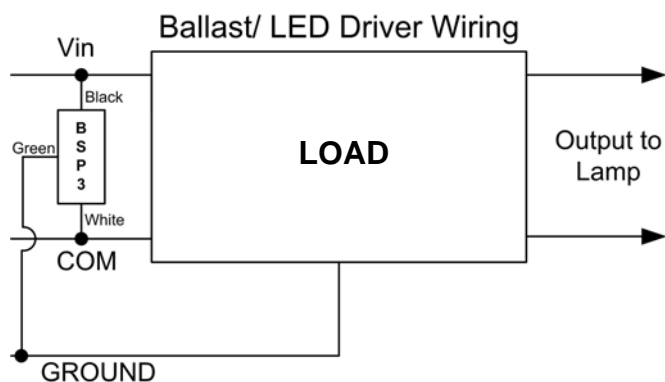 Ballast/ LED Driver Wiring
Vin
Black
Green
B
S
P
3
LOAD
Output to
Lamp
White
COM
GROUND